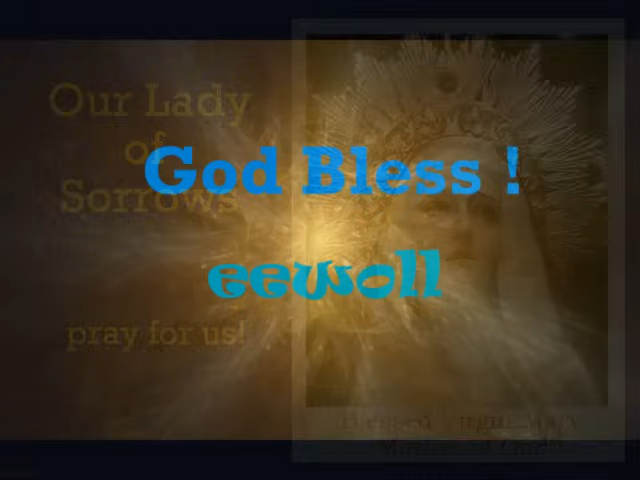 Our Lady
of
Sorrows
God Bless !
eewoll
pray for us!